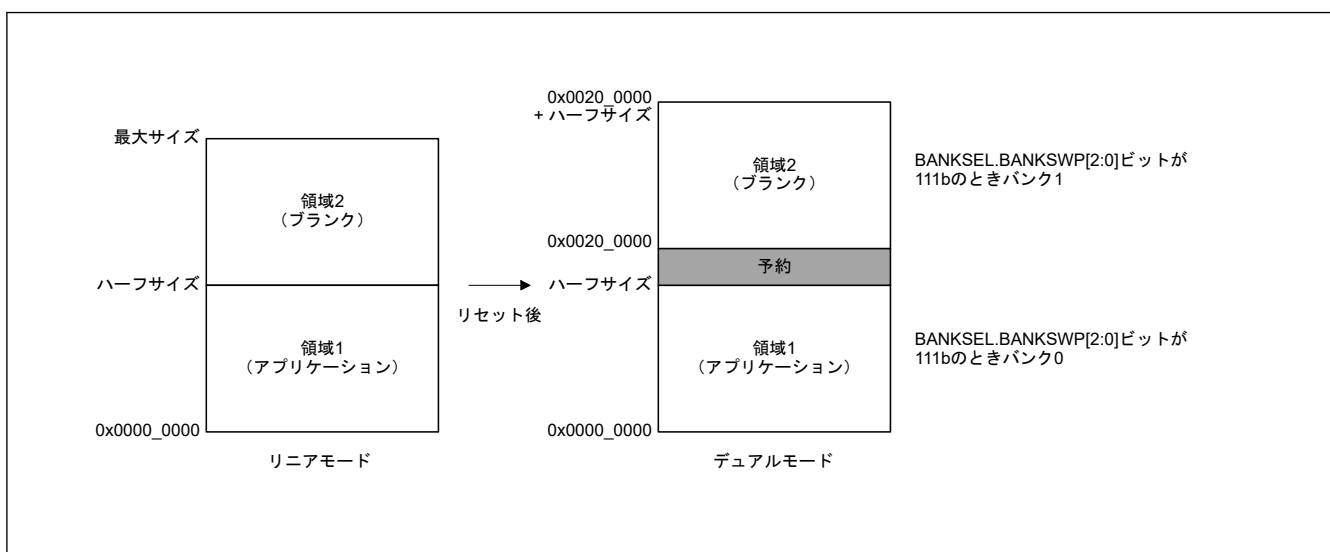 最大サイズ
領域2
(ブランク)
ハーフサイズ
領域1
(アプリケーション)
0x0000_0000
リニアモード
リセット後
0x0020_0000
+ ハーフサイズ
領域2
(ブランク)
0x0020_0000
予約
ハーフサイズ
領域1
(アプリケーション)
0x0000_0000
デュアルモード
BANKSEL.BANKSWP[2:0]ビットが
111bのときバンク1
BANKSEL.BANKSWP[2:0]ビットが
111bのときバンク0